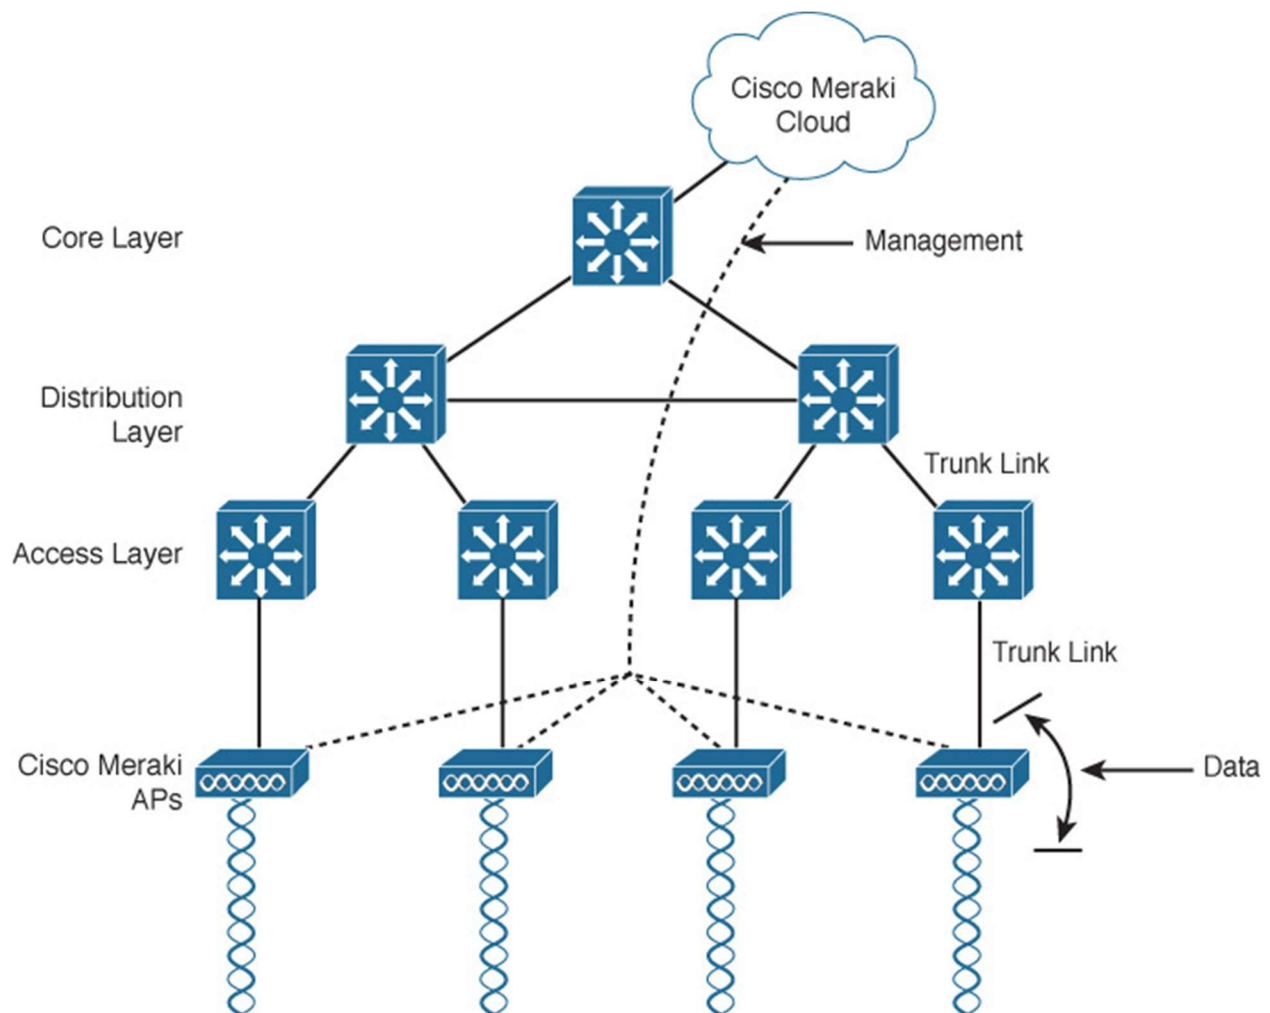 Cisco Meraki
Cloud
Core Layer
Management
Distribution
Layer
Trunk Link
Access Layer
Trunk Link
Cisco Meraki
APs
Data